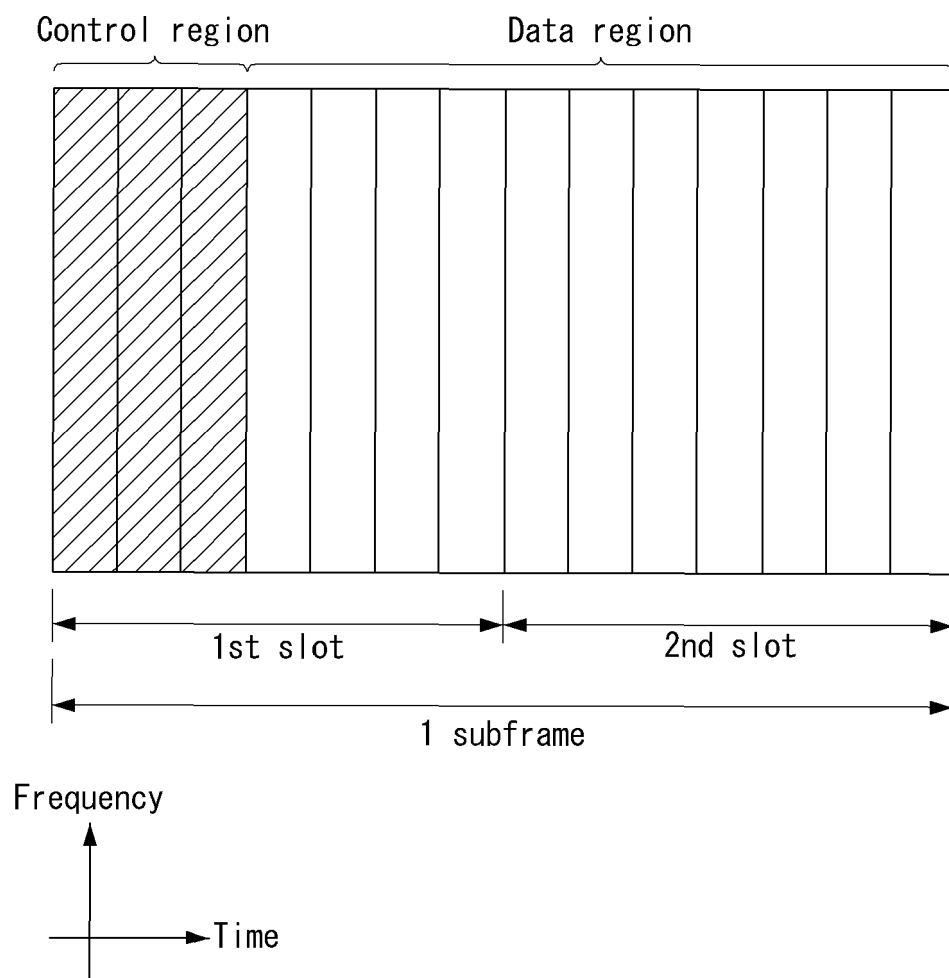 Control region
Data region
1st slot
2nd slot
1 subframe
Frequency
Time